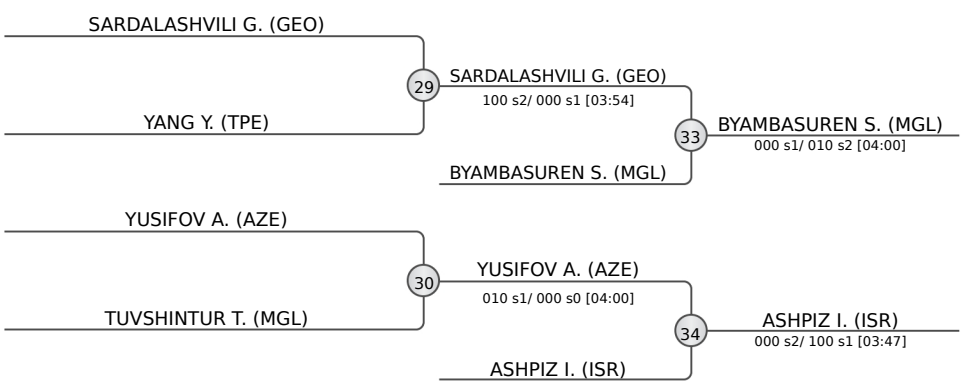 SARDALASHVILI G. (GEO)
29
SARDALASHVILI G. (GEO)
100 s2/ 000 s1 [03:54]
YANG Y. (TPE)
33
BYAMBASUREN S. (MGL)
000 s1/ 010 s2 [04:00]
BYAMBASUREN S. (MGL)
YUSIFOV A. (AZE)
30
YUSIFOV A. (AZE)
010 s1/ 000 s0 [04:00]
TUVSHINTUR T. (MGL)
34
ASHPIZ I. (ISR)
000 s2/ 100 s1 [03:47]
ASHPIZ I. (ISR)